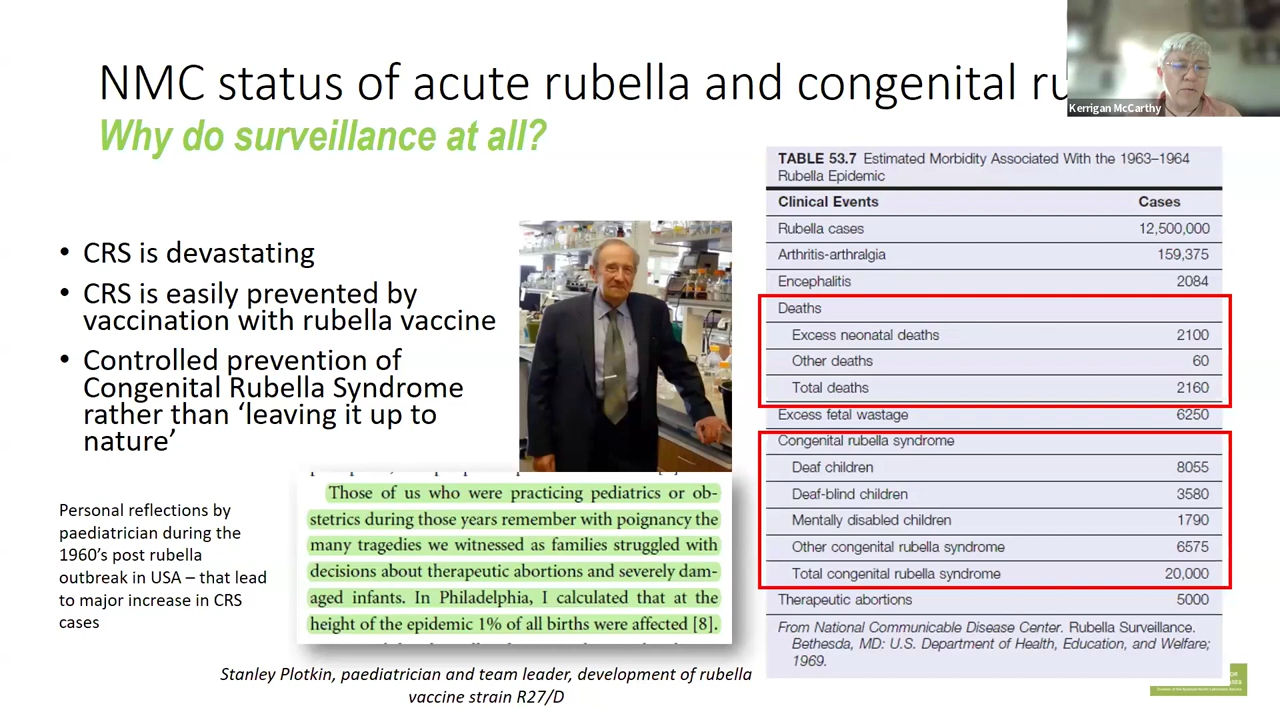 NMC status of acute rubella and congenital ru
Kerrigan McCarthy
Why do surveillance at all?
• CRS is devastating
• CRS is easily prevented by
vaccination with rubella vaccine
• Controlled prevention of
Congenital Rubella Syndrome
rather than ‘leaving it up to
nature’
Personal reflections by
paediatrician during the
1960’s post rubella
outbreak in USA – that lead
to major increase in CRS
cases
Those of us who were practicing pediatrics or ob-
stetrics during those years remember with poignancy the
many tragedies we witnessed as families struggled with
decisions about therapeutic abortions and severely dam-
aged infants. In Philadelphia, I calculated that at the
height of the epidemic 1% of all births were affected [8].
Stanley Plotkin, paediatrician and team leader, development of rubella
vaccine strain R27/D
TABLE 53.7 Estimated Morbidity Associated With the 1963–1964
Rubella Epidemic
Clinical Events Cases
Rubella cases 12,500,000
Arthritis-arthralgia 159,375
Encephalitis 2084
Deaths
Excess neonatal deaths 2100
Other deaths 60
Total deaths 2160
Excess fetal wastage 6250
Congenital rubella syndrome
Deaf children 8055
Deaf-blind children 3580
Mentally disabled children 1790
Other congenital rubella syndrome 6575
Total congenital rubella syndrome 20,000
Therapeutic abortions 5000
From National Communicable Disease Center. Rubella Surveillance.
Bethesda, MD: U.S. Department of Health, Education, and Welfare;
1969.